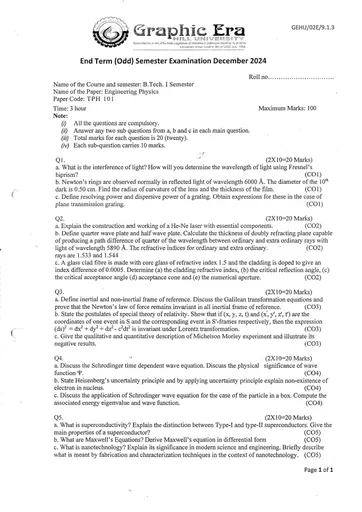 GEHU/02E/9.1.3
Graphic Era
HILL UNIVERSITY
End Term (Odd) Semester Examination December 2024
Roll no..............................
Name of the Course and semester: B.Tech. I Semester
Name of the Paper: Engineering Physics
Paper Code: TPH 101
Time: 3 hour Maximum Marks: 100
Note:
(i) All the questions are compulsory.
(ii) Answer any two sub questions from a, b and c in each main question.
(iii) Total marks for each question is 20 (twenty).
(iv) Each sub-question carries 10 marks.
Q1. (2X10=20 Marks)
a. What is the interference of light? How will you determine the wavelength of light using Fresnel's
biprism? (CO1)
b. Newton's rings are observed normally in reflected light of wavelength 6000 Å. The diameter of the 10th
dark is 0.50 cm. Find the radius of curvature of the lens and the thickness of the film. (CO1)
c. Define resolving power and dispersive power of a grating. Obtain expressions for these in the case of
plane transmission grating. (CO1)
Q2. (2X10=20 Marks)
a. Explain the construction and working of a He-Ne laser with essential components. (CO2)
b. Define quarter wave plate and half wave plate. Calculate the thickness of doubly refracting plane capable
of producing a path difference of quarter of the wavelength between ordinary and extra ordinary rays with
light of wavelength 5890 Å. The refractive indices for ordinary and extra ordinary. (CO2)
rays are 1.533 and 1.544
c. A glass clad fibre is made with core glass of refractive index 1.5 and the cladding is doped to give an
index difference of 0.0005. Determine (a) the cladding refractive index, (b) the critical reflection angle, (c)
the critical acceptance angle (d) acceptance cone and (e) the numerical aperture. (CO2)
Q3. (2X10=20 Marks)
a. Define inertial and non-inertial frame of reference. Discuss the Galilean transformation equations and
prove that the Newton's law of force remains invariant in all inertial frame of reference. (CO3)
b. State the postulates of special theory of relativity. Show that if (x, y, z, t) and (x', y', z', t') are the
coordinates of one event in S and the corresponding event in S'-frames respectively, then the expression
(ds)² = dx² + dy² + dz² - c²dt² is invariant under Lorentz transformation. (CO3)
c. Give the qualitative and quantitative description of Michelson Morley experiment and illustrate its
negative results. (CO3)
Q4. (2X10=20 Marks)
a. Discuss the Schrodinger time dependent wave equation. Discuss the physical significance of wave
function Ψ. (CO4)
b. State Heisenberg's uncertainty principle and by applying uncertainty principle explain non-existence of
electron in nucleus. (CO4)
c. Discuss the application of Schrodinger wave equation for the case of the particle in a box. Compute the
associated energy eigenvalue and wave function. (CO4)
Q5. (2X10=20 Marks)
a. What is superconductivity? Explain the distinction between Type-I and type-II superconductors. Give the
main properties of a superconductor? (CO5)
b. What are Maxwell's Equations? Derive Maxwell's equation in differential form (CO5)
c. What is nanotechnology? Explain its significance in modern science and engineering. Briefly describe
what is meant by fabrication and characterization techniques in the context of nanotechnology. (CO5)
Page 1 of 1